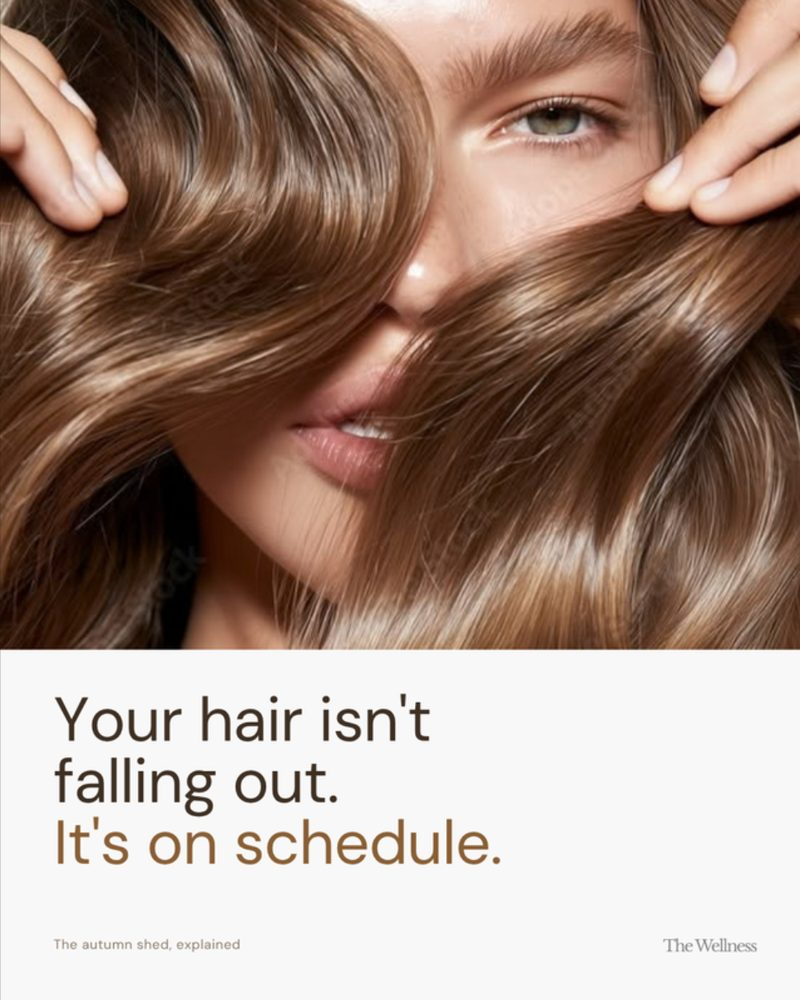 Your hair isn't
falling out.
It's on schedule.
The autumn shed, explained
The Wellness